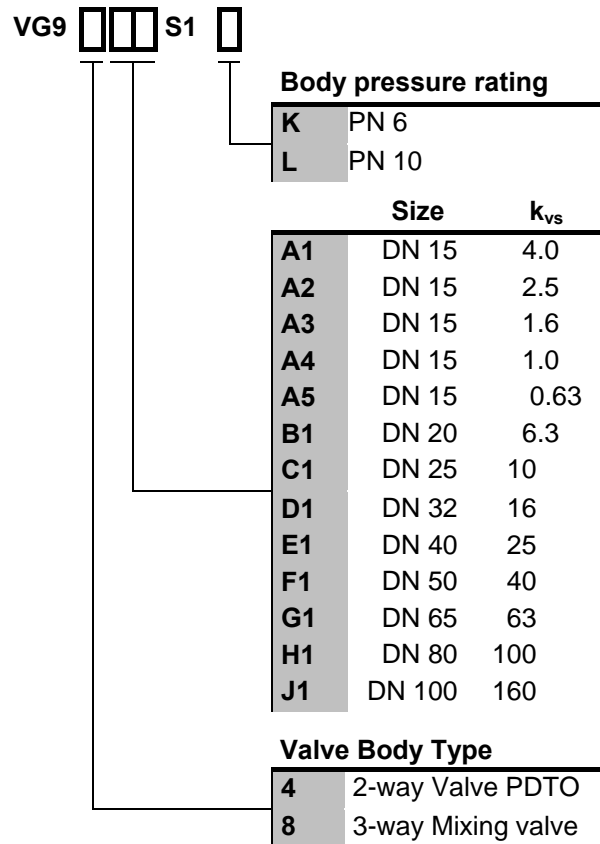 VG9 S1
Body pressure rating
K PN 6
L PN 10
Size kvs
A1 DN 15 4.0
A2 DN 15 2.5
A3 DN 15 1.6
A4 DN 15 1.0
A5 DN 15 0.63
B1 DN 20 6.3
C1 DN 25 10
D1 DN 32 16
E1 DN 40 25
F1 DN 50 40
G1 DN 65 63
H1 DN 80 100
J1 DN 100 160
Valve Body Type
4 2-way Valve PDTO
8 3-way Mixing valve